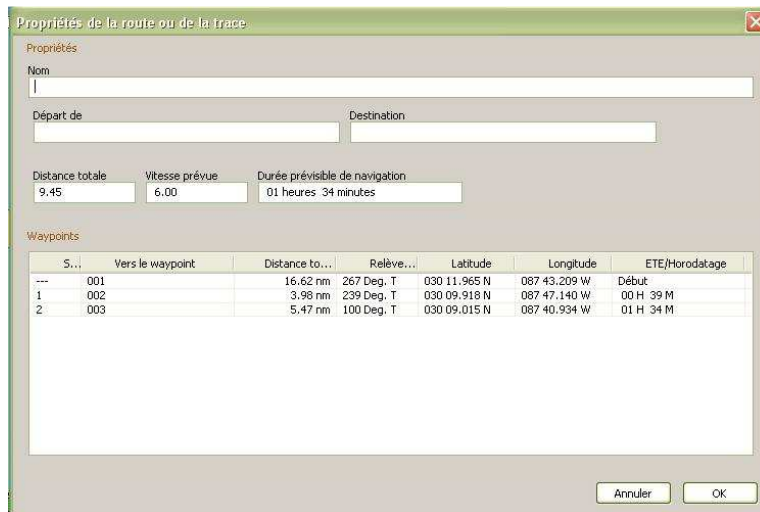 Propriétés de la route ou de la trace
Propriétés
Nom
Départ de Destination
Distance totale Vitesse prévue Durée prévisible de navigation
9.45 6.00 01 heures 34 minutes
Waypoints
S... Vers le waypoint Distance to... Relève... Latitude Longitude ETE/Horodatage
--- 001 16.62 nm 267 Deg. T 030 11.965 N 087 43.209 W Début
1 002 3.98 nm 239 Deg. T 030 09.918 N 087 47.140 W 00 H 39 M
2 003 5.47 nm 100 Deg. T 030 09.015 N 087 40.934 W 01 H 34 M
Annuler OK